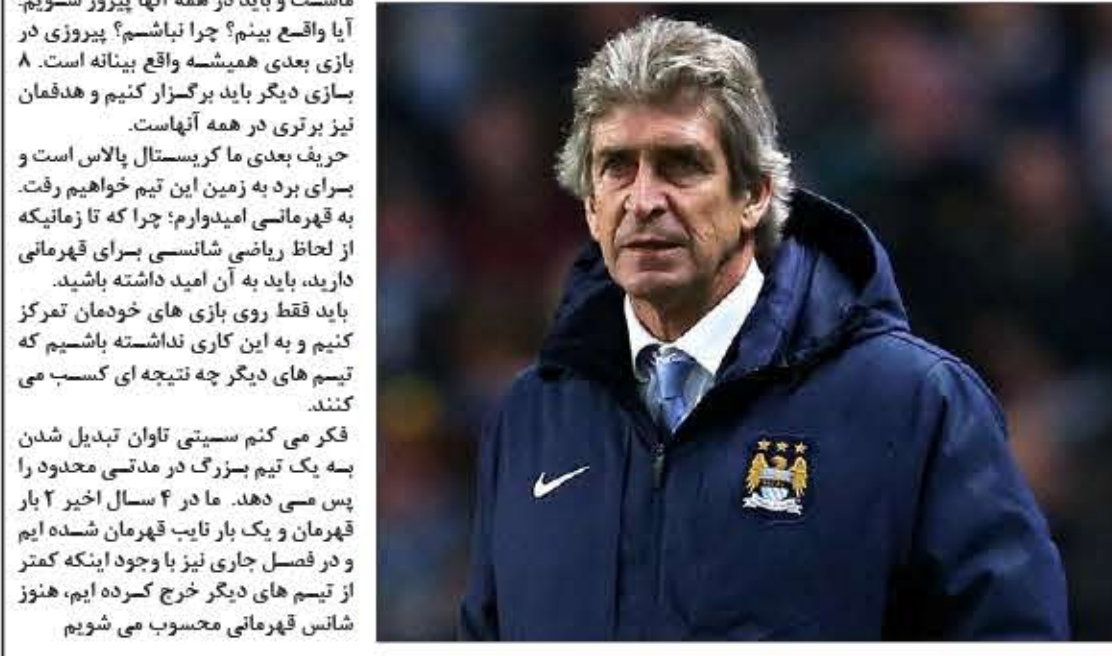 ماست و باید در همه آنها پیروز شویم.
آیا واقع بینم؟ چرا نباشم؟ پیروزی در
بازی بعدی همیشه واقع بینانه است. ۸
بازی دیگر باید برگزار کنیم و هدفمان
نیز برتری در همه آنهاست.
حریف بعدی ما کریستال پالاس است و
برای برد به زمین این تیم خواهیم رفت.
به قهرمانی امیدوارم؛ چرا که تا زمانیکه
از لحاظ ریاضی شانسی برای قهرمانی
دارید، باید به آن امید داشته باشید.
باید فقط روی بازی های خودمان تمرکز
کنیم و به این کاری نداشته باشیم که
تیم های دیگر چه نتیجه ای کسب می
کنند.
فکر می کنم سیتی تاوان تبدیل شدن
به یک تیم بزرگ در مدتی محدود را
پس می دهد. ما در ۴ سال اخیر ۲ بار
قهرمان و یک بار نایب قهرمان شده ایم
و در فصل جاری نیز با وجود اینکه کمتر
از تیم های دیگر خرج کرده ایم، هنوز
شانس قهرمانی محسوب می شویم